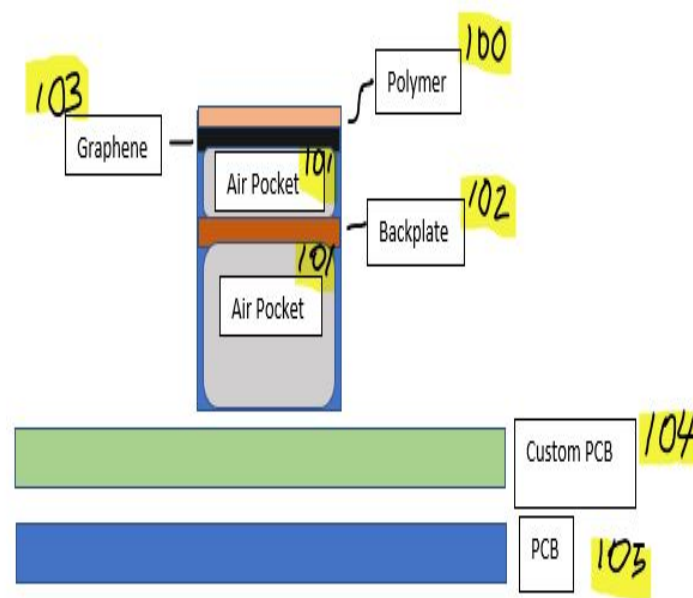 100
Polymer
103
Graphene
Air Pocket
101
102
Backplate
101
Air Pocket
Custom PCB
104
PCB
105